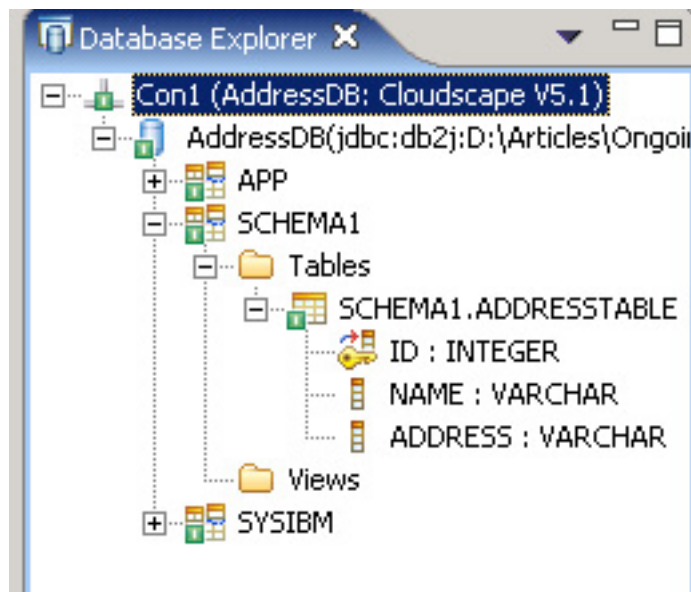 Database Explorer
Con1 (AddressDB: Cloudscape V5.1)
AddressDB(jdbc:db2j:D:\Articles\Ongoi
APP
SCHEMA1
Tables
SCHEMA1.ADDRESSTABLE
ID : INTEGER
NAME : VARCHAR
ADDRESS : VARCHAR
Views
SYSIBM